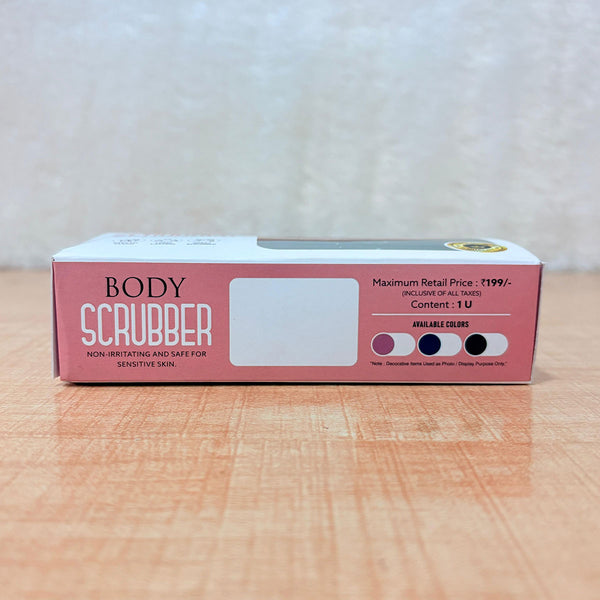 BODY
SCRUBBER
NON-IRRITATING AND SAFE FOR
SENSITIVE SKIN.
Maximum Retail Price : ₹199/-
(INCLUSIVE OF ALL TAXES)
Content : 1 U
AVAILABLE COLORS
"Note : Decorative Items Used as Photo / Display Purpose Only."